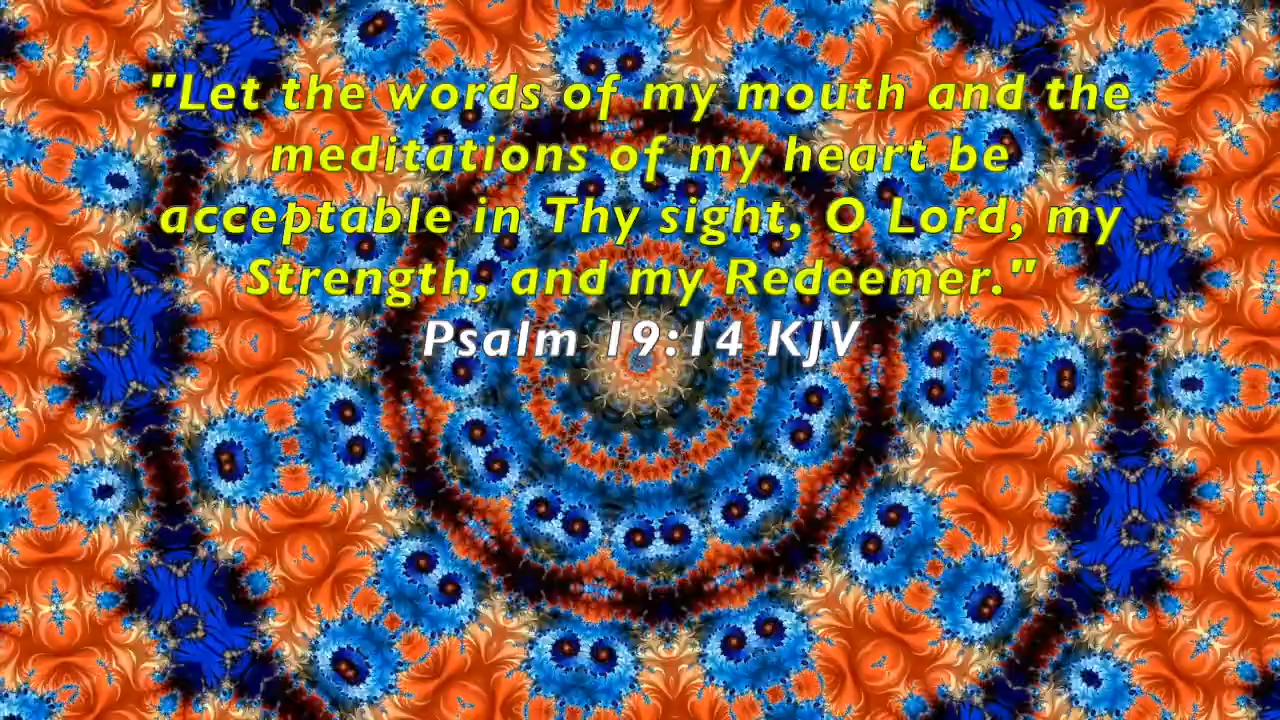 "Let the words of my mouth and the
meditations of my heart be
acceptable in Thy sight, O Lord, my
Strength, and my Redeemer."
Psalm 19:14 KJV